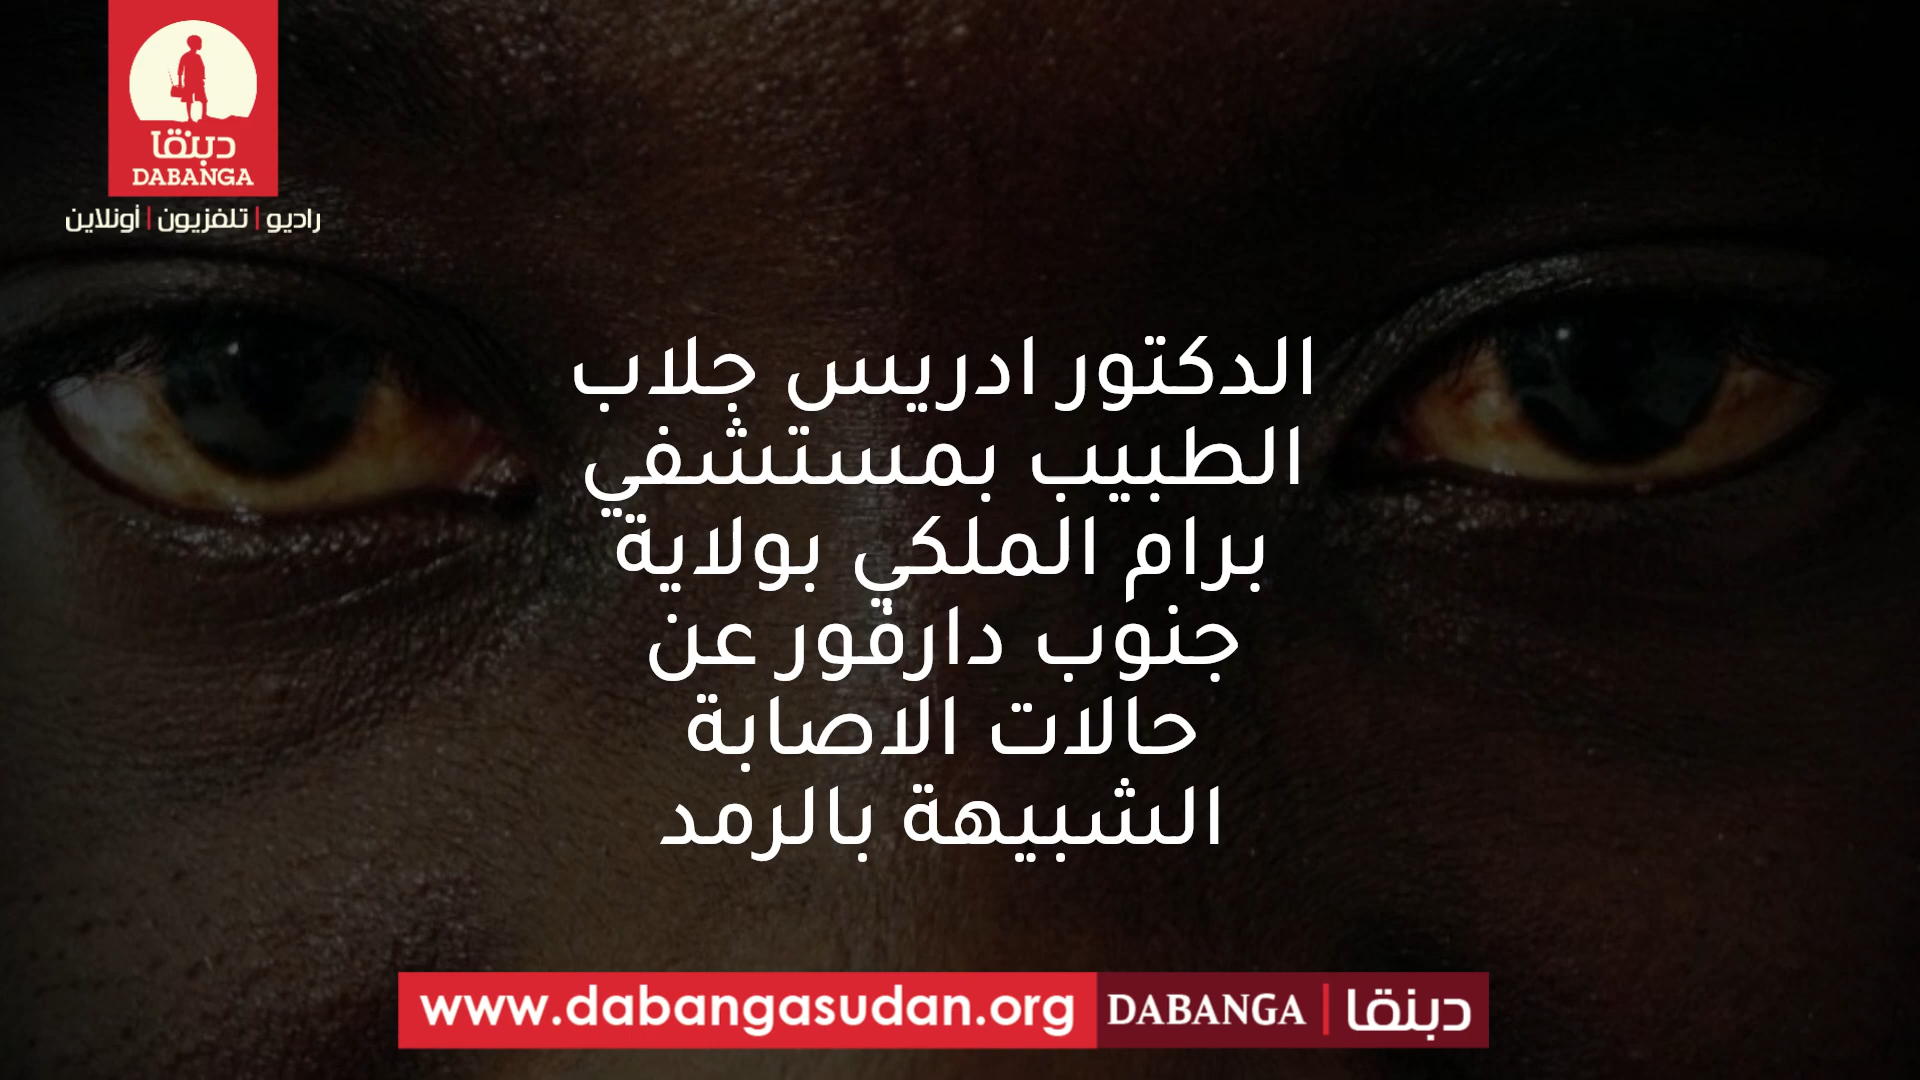 دبنقا
DABANGA
راديو | تلفزيون | أونلاين
الدكتور ادريس جلاب
الطبيب بمستشفي
برام الملكي بولاية
جنوب دارفور عن
حالات الاصابة
الشبيهة بالرمد
www.dabangasudan.org DABANGA | دبنقا